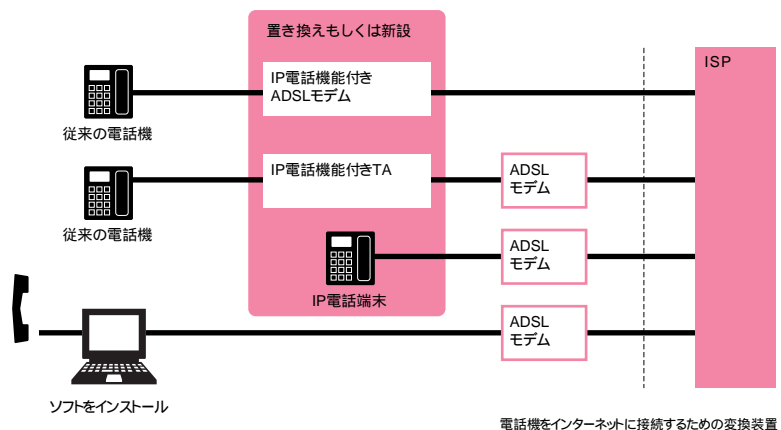 置き換えもしくは新設
ISP
IP電話機能付き
ADSLモデム
従来の電話機
IP電話機能付きTA
ADSL
モデム
従来の電話機
ADSL
モデム
IP電話端末
ADSL
モデム
ソフトをインストール
電話機をインターネットに接続するための変換装置